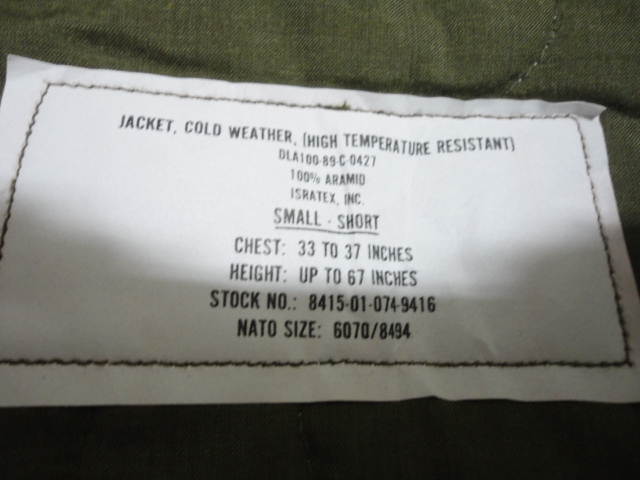 JACKET, COLD WEATHER, (HIGH TEMPERATURE RESISTANT)
DLA100-89-C-0427
100% ARAMID
ISRATEX, INC.
SMALL - SHORT
CHEST: 33 TO 37 INCHES
HEIGHT: UP TO 67 INCHES
STOCK NO.: 8415-01-074-9416
NATO SIZE: 6070/8494